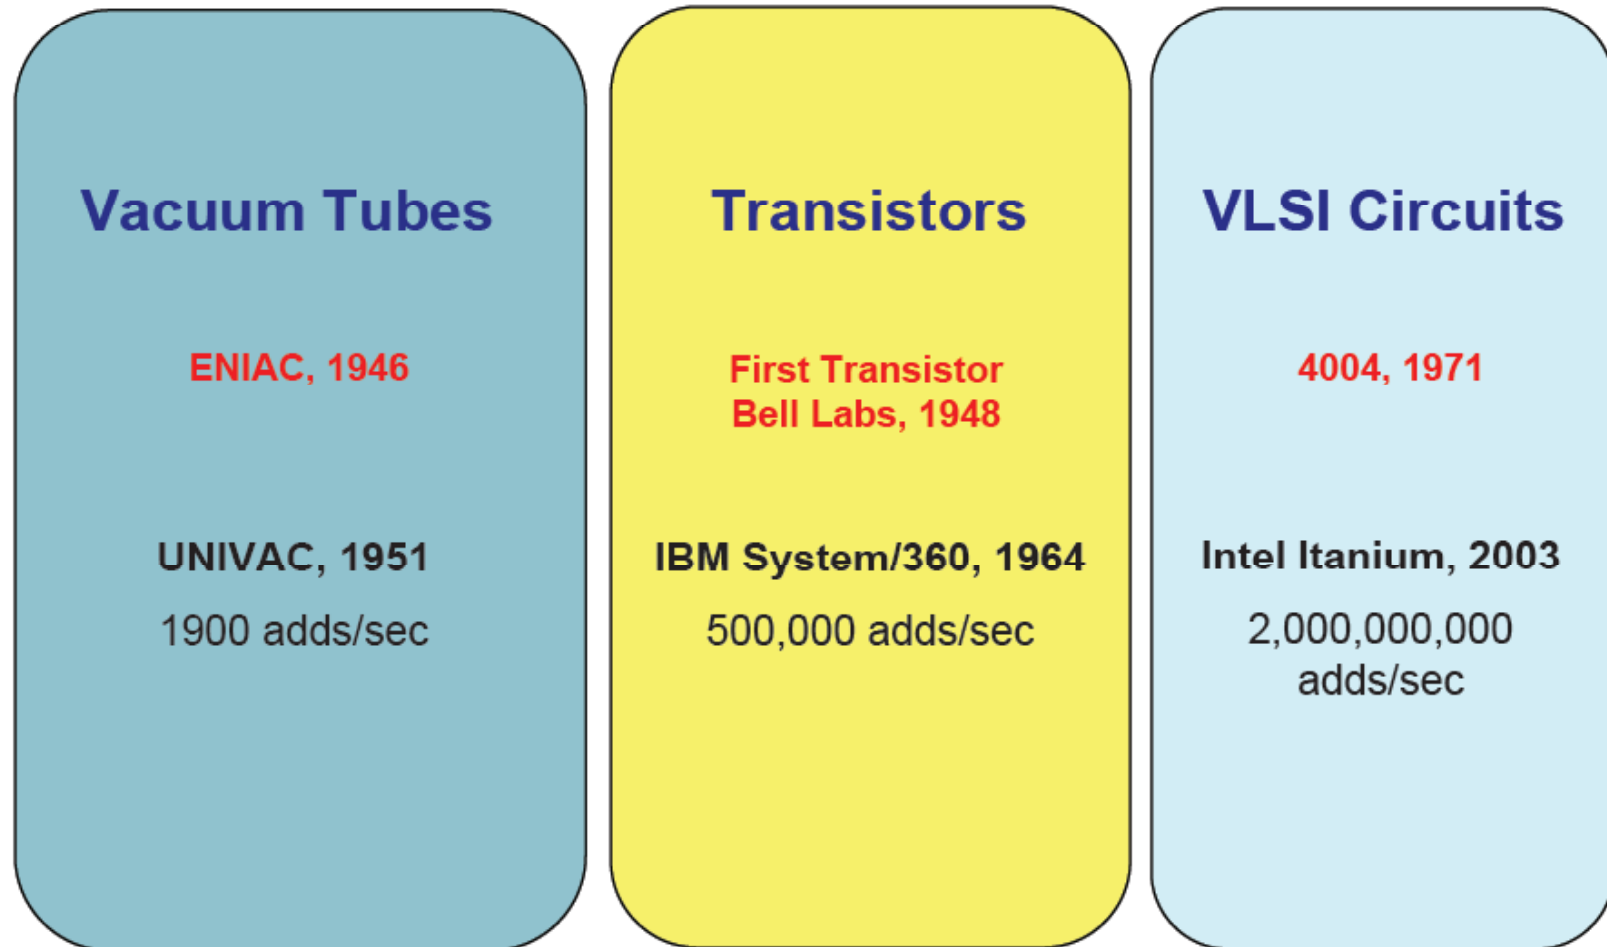 Vacuum Tubes
ENIAC, 1946
UNIVAC, 1951
1900 adds/sec
Transistors
First Transistor
Bell Labs, 1948
IBM System/360, 1964
500,000 adds/sec
VLSI Circuits
4004, 1971
Intel Itanium, 2003
2,000,000,000
adds/sec